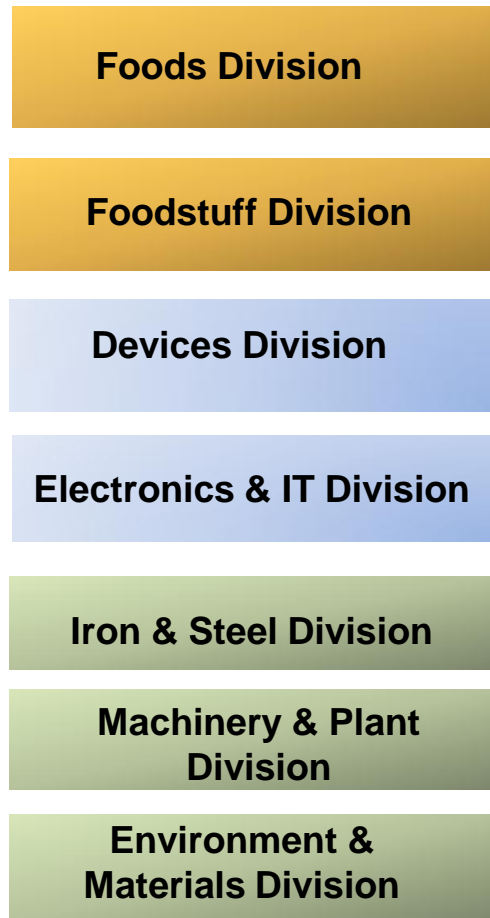 Foods Division
Foodstuff Division
Devices Division
Electronics & IT Division
Iron & Steel Division
Machinery & Plant
Division
Environment &
Materials Division